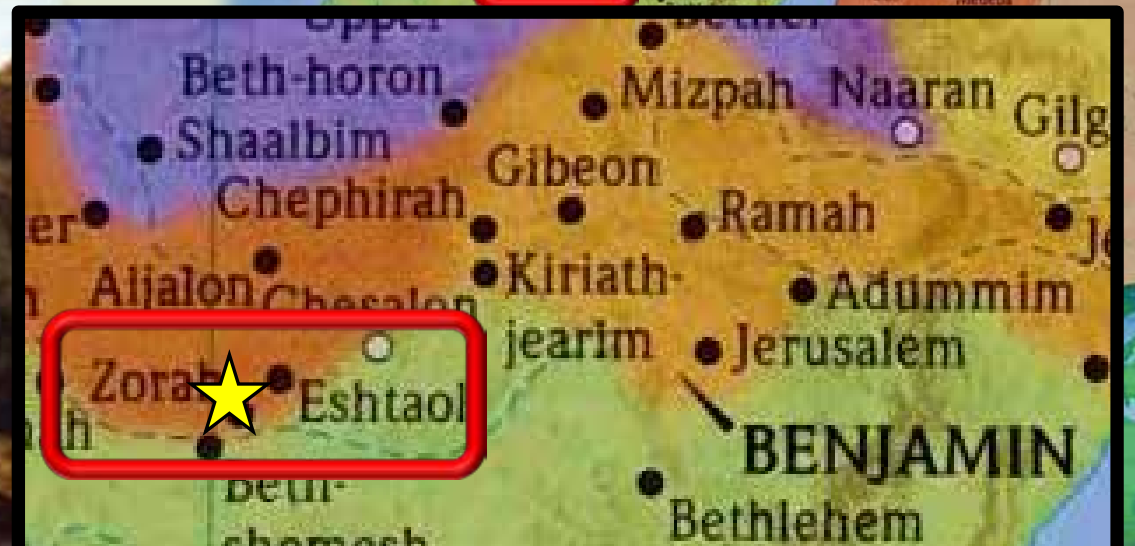 Upper
Beth-horon
Mizpah
Naaran
Shaalbim
Gibeon
Chephirah
Ramah
Aijalon
Chesalon
Kiriath-
jearim
Adummim
Jerusalem
Zorah
Eshtaol
BENJAMIN
Beth-
shemesh
Bethlehem